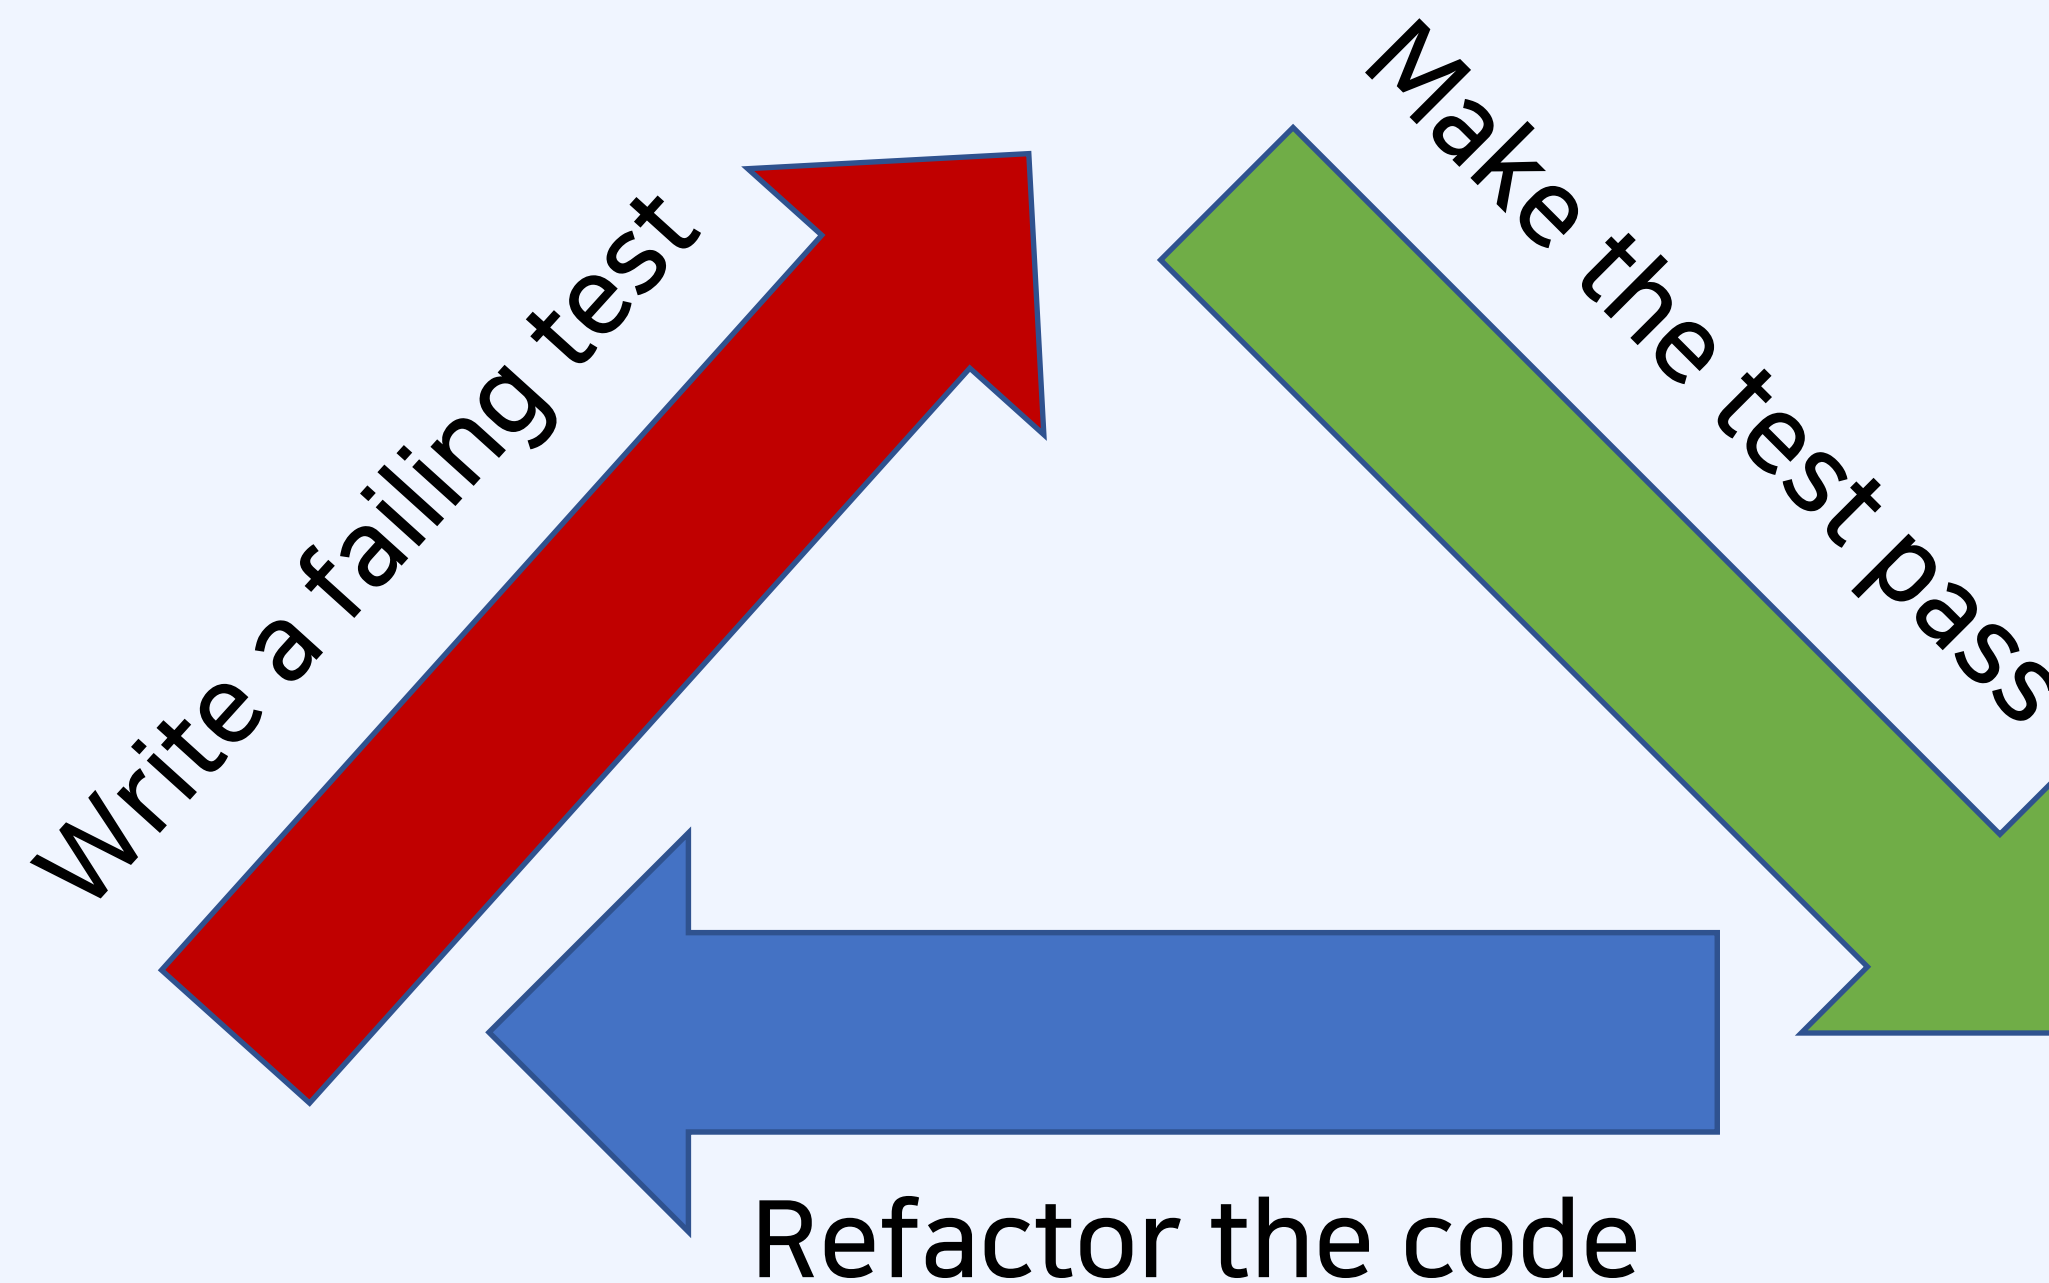 Write a failing test
Make the test pass
Refactor the code